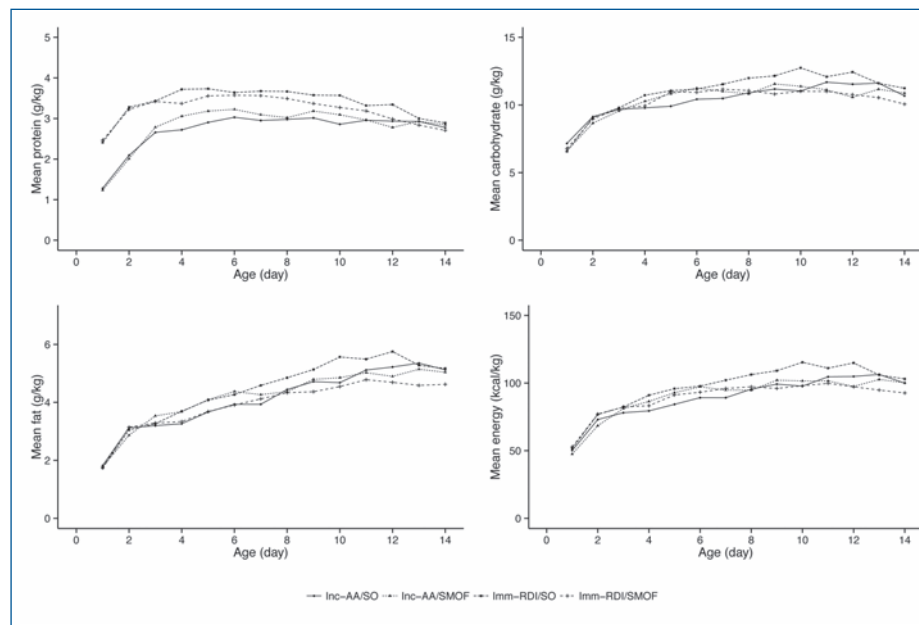 Mean protein (g/kg)
5
4
3
2
1
0
0 2 4 6 8 10 12 14
Age (day)
Mean carbohydrate (g/kg)
15
10
5
0
0 2 4 6 8 10 12 14
Age (day)
Mean fat (g/kg)
6
4
2
0
0 2 4 6 8 10 12 14
Age (day)
Mean energy (kcal/kg)
150
100
50
0
0 2 4 6 8 10 12 14
Age (day)
Inc-AA/SO Inc-AA/SMOF Imm-RDI/SO Imm-RDI/SMOF